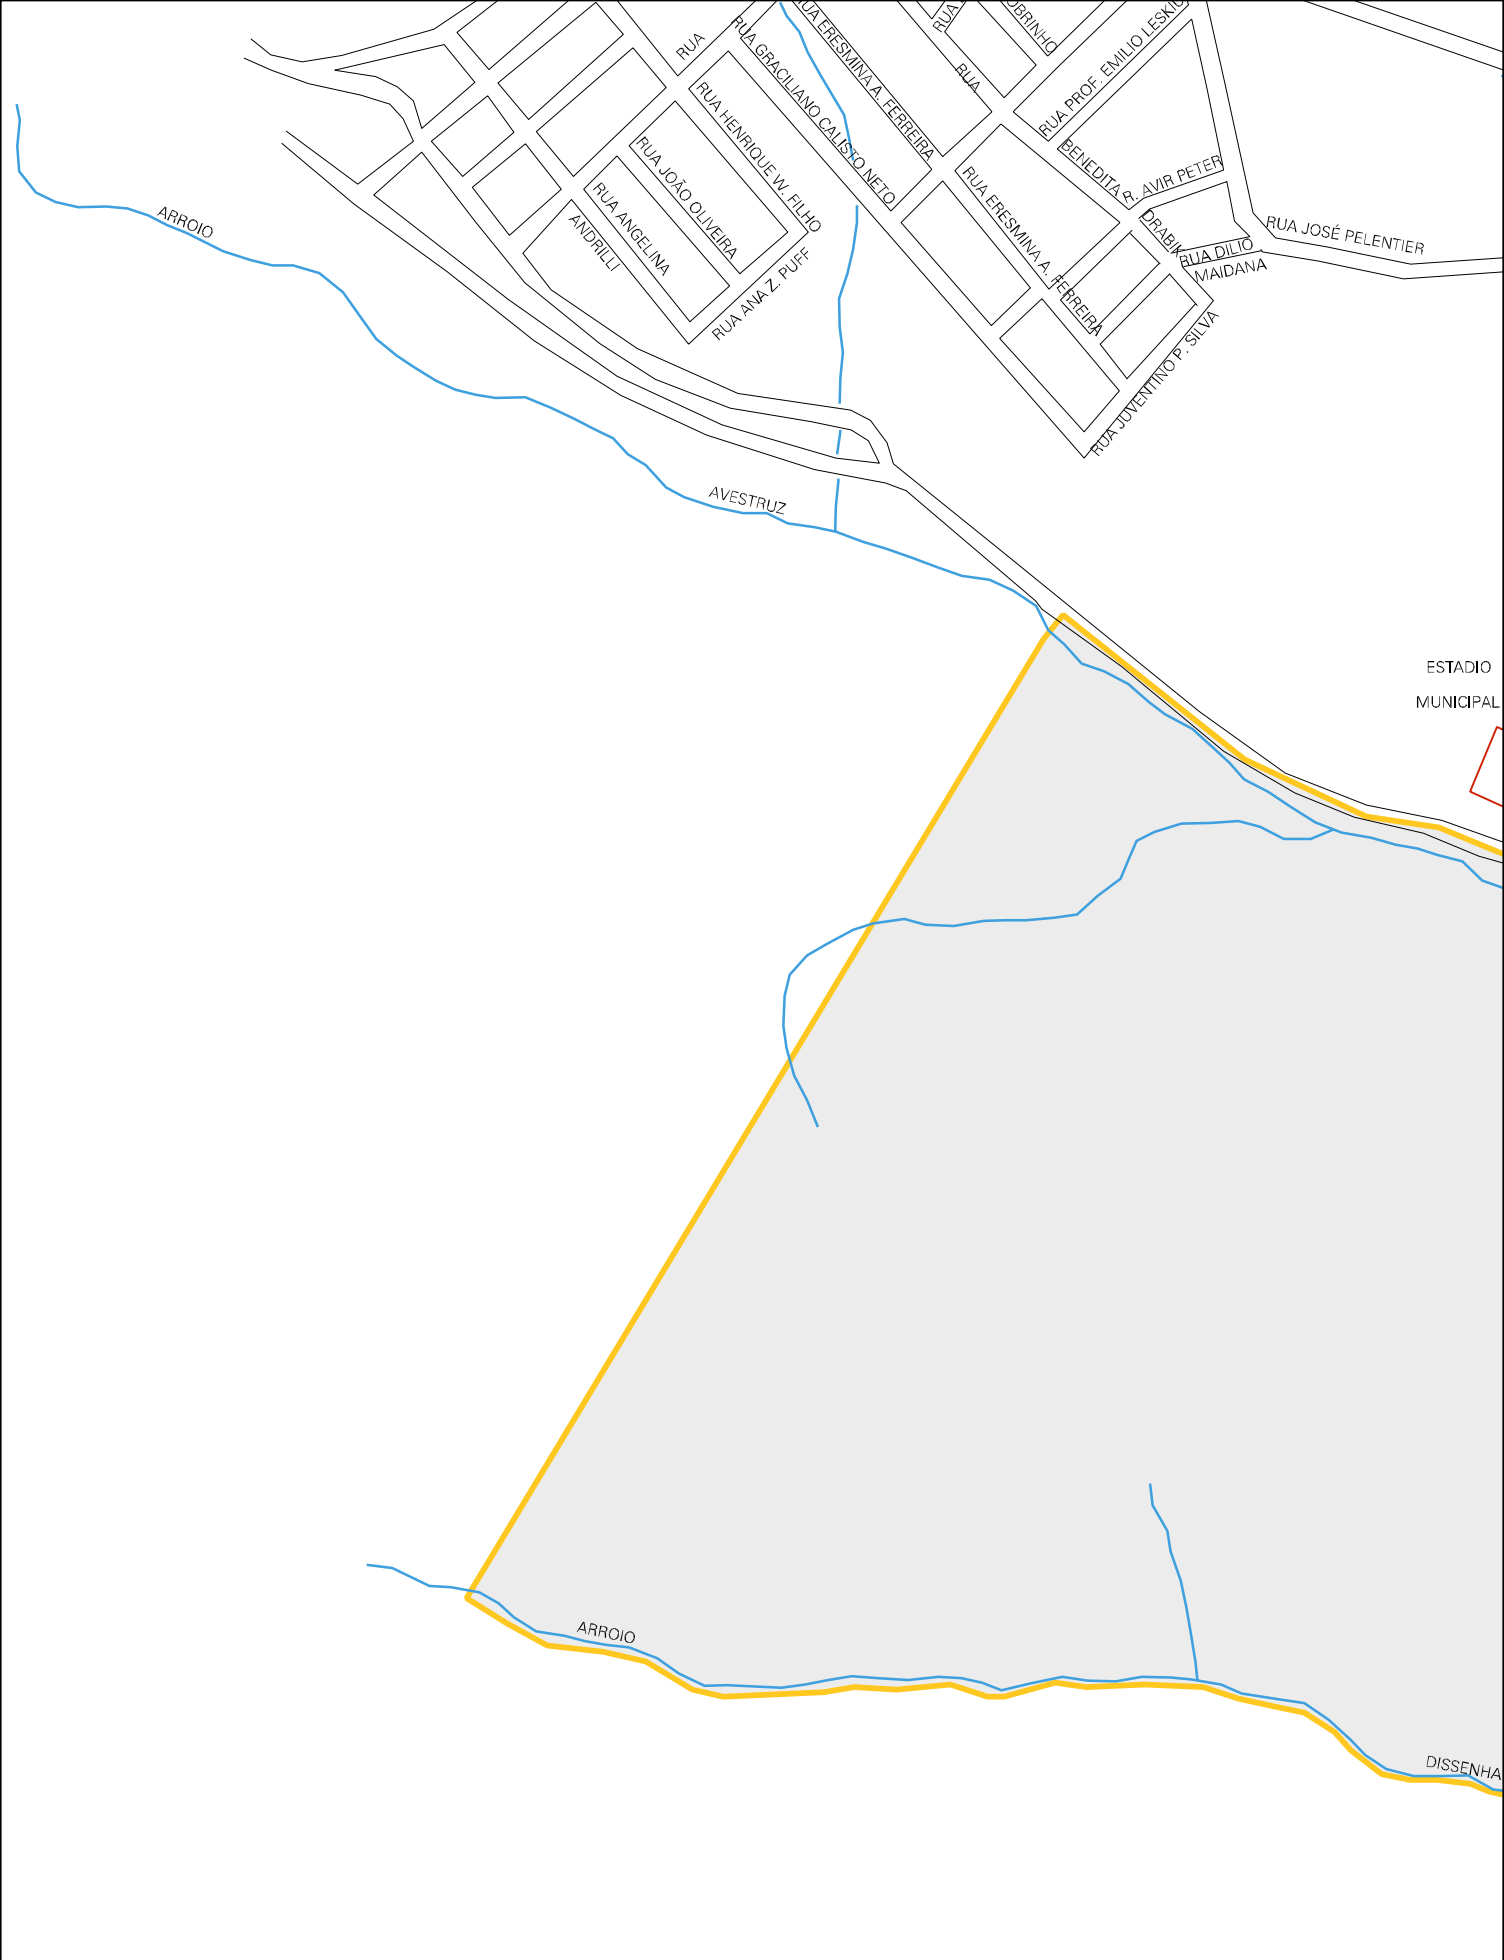 RUA
RUA GRACILIANO CALISTO NETO
RUA ERESMINA A. FERREIRA
RUA
OBRINHO
RUA PROF. EMILIO LESKI
RUA
RUA HENRIQUE W. FILHO
RUA JOÃO OLIVEIRA
RUA ANGELINA
ANDRILLI
RUA ANA Z. PUFF
RUA ERESMINA A. FERREIRA
BENEDITA
DRABIK
R. AVIR PETER
RUA DILIO
MAIDANA
RUA JOSÉ PELENTIER
RUA JUVENTINO P. SILVA
ARROIO
AVESTRUZ
ESTADIO
MUNICIPAL
ARROIO
DISSENHA